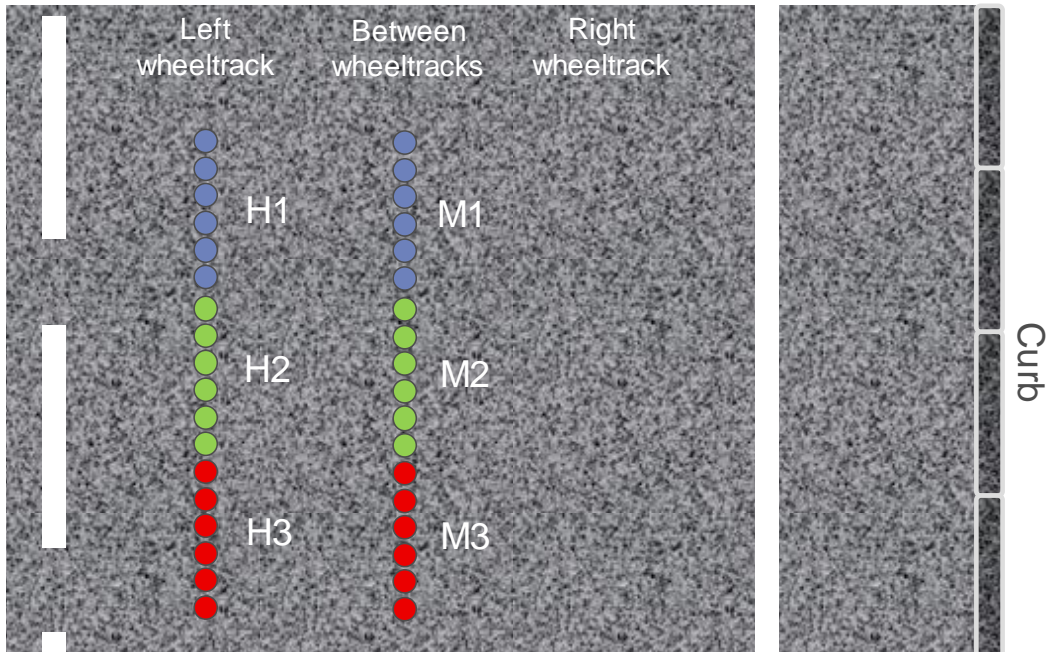 Left
wheeltrack
Between
wheeltracks
Right
wheeltrack
H1
M1
H2
M2
H3
M3
Curb